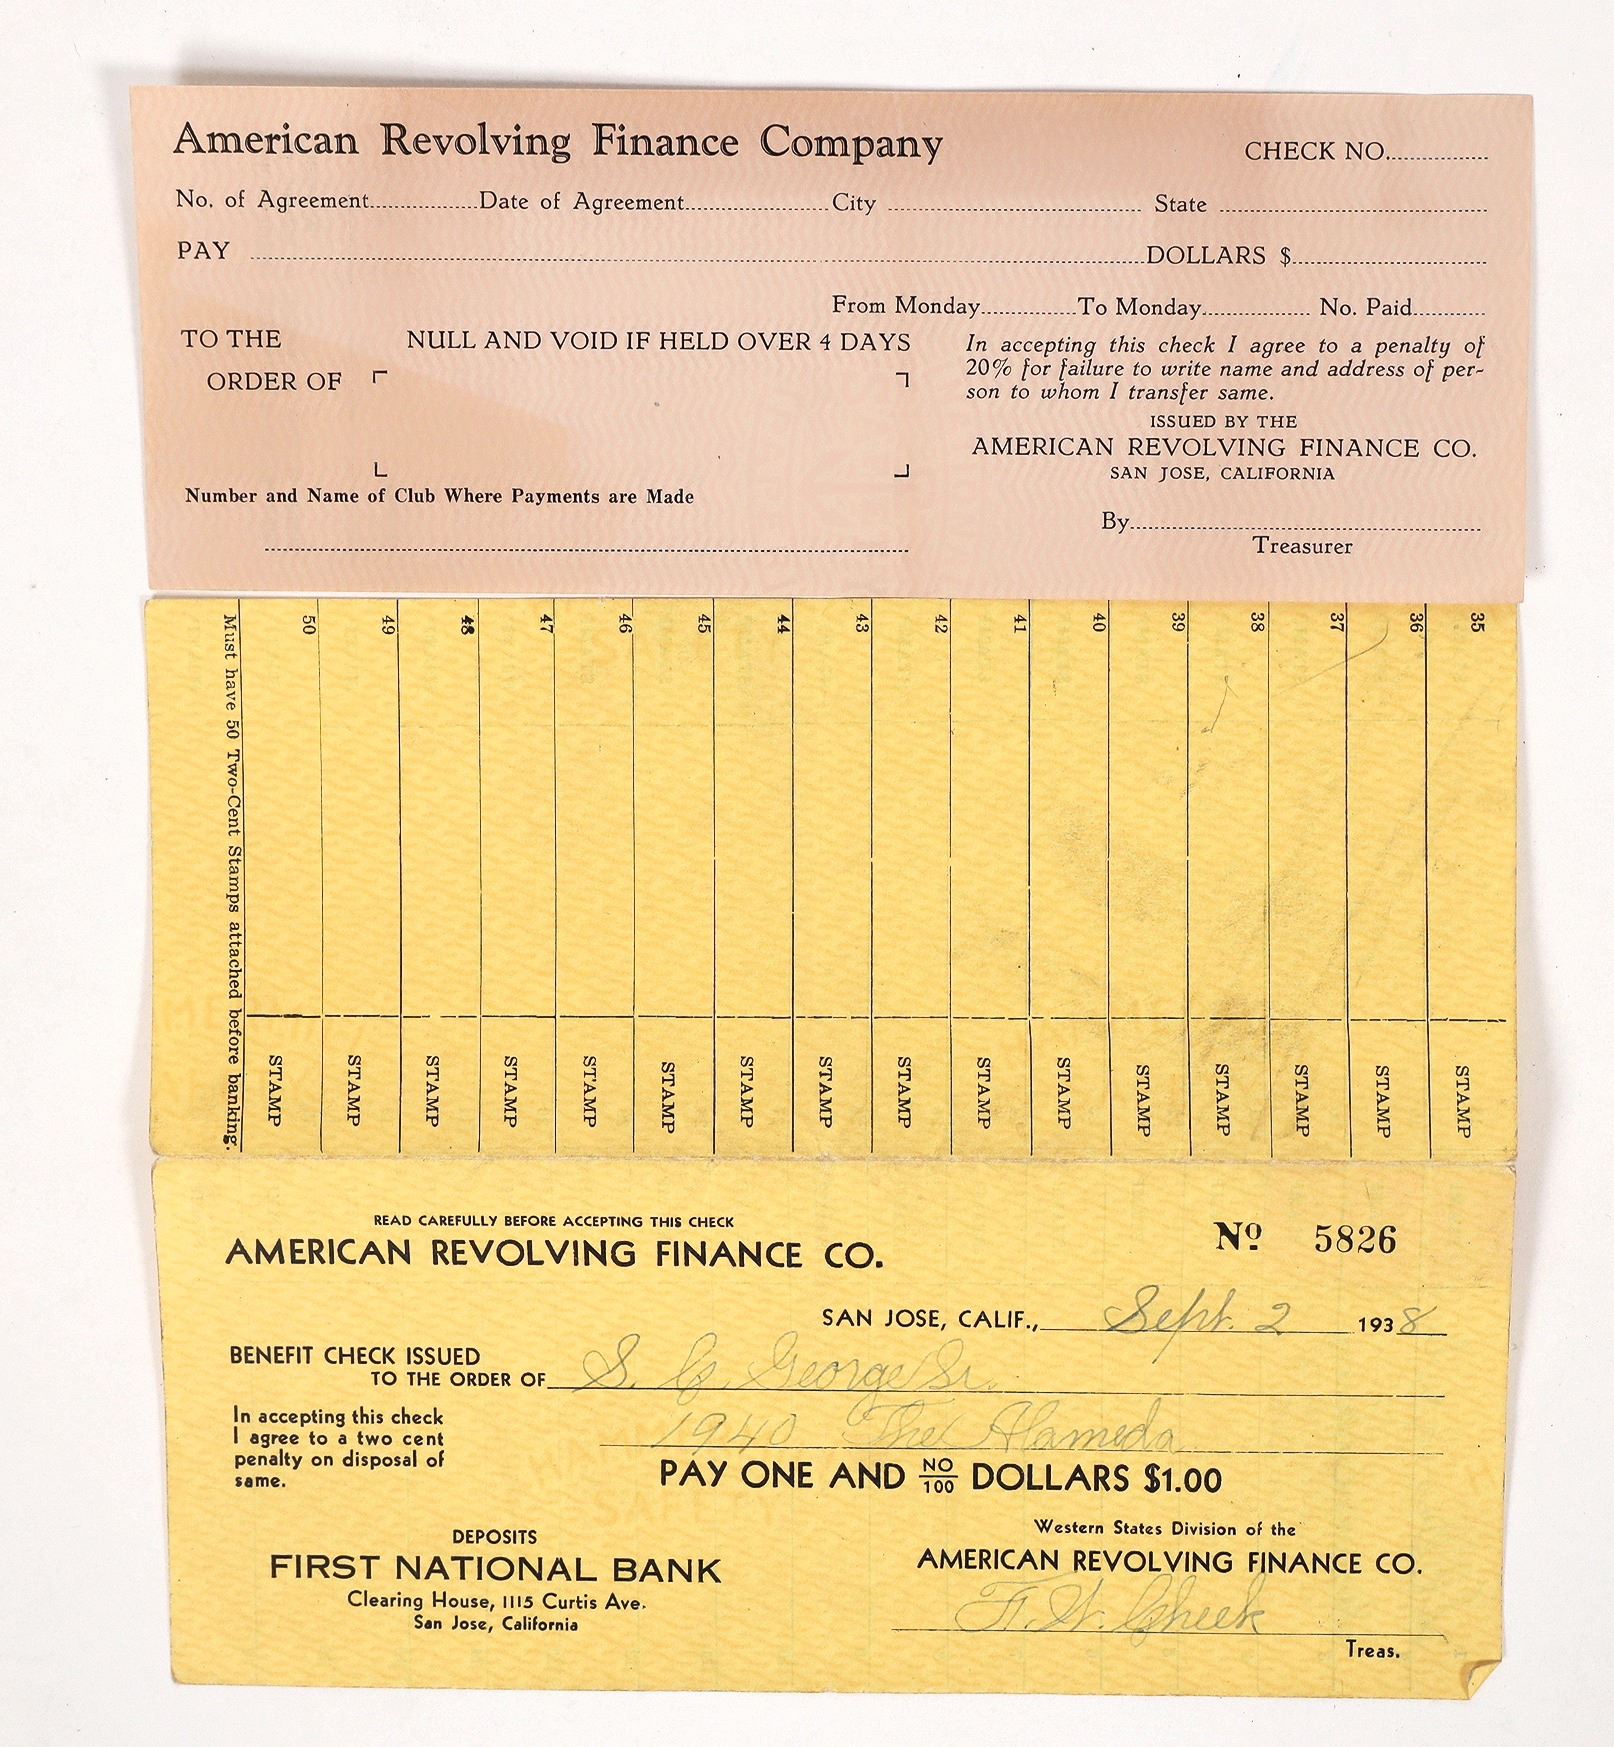 American Revolving Finance Company
CHECK NO.
No. of Agreement Date of Agreement City State
PAY DOLLARS $
From Monday To Monday No. Paid
TO THE ORDER OF
NULL AND VOID IF HELD OVER 4 DAYS
In accepting this check I agree to a penalty of
20% for failure to write name and address of per-
son to whom I transfer same.
ISSUED BY THE
AMERICAN REVOLVING FINANCE CO.
SAN JOSE, CALIFORNIA
Number and Name of Club Where Payments are Made
By
Treasurer
35 STAMP
36 STAMP
37 STAMP
38 STAMP
39 STAMP
40 STAMP
41 STAMP
42 STAMP
43 STAMP
44 STAMP
45 STAMP
46 STAMP
47 STAMP
48 STAMP
49 STAMP
50 STAMP
Must have 50 Two-Cent Stamps attached before banking.
READ CAREFULLY BEFORE ACCEPTING THIS CHECK
AMERICAN REVOLVING FINANCE CO.
Nº 5826
SAN JOSE, CALIF., Sept. 2 1938
BENEFIT CHECK ISSUED
TO THE ORDER OF S. C. George Sr.
1940 The Alameda
In accepting this check
I agree to a two cent
penalty on disposal of
same.
PAY ONE AND NO/100 DOLLARS $1.00
DEPOSITS
FIRST NATIONAL BANK
Clearing House, 1115 Curtis Ave.
San Jose, California
Western States Division of the
AMERICAN REVOLVING FINANCE CO.
F. W. Cheek
Treas.